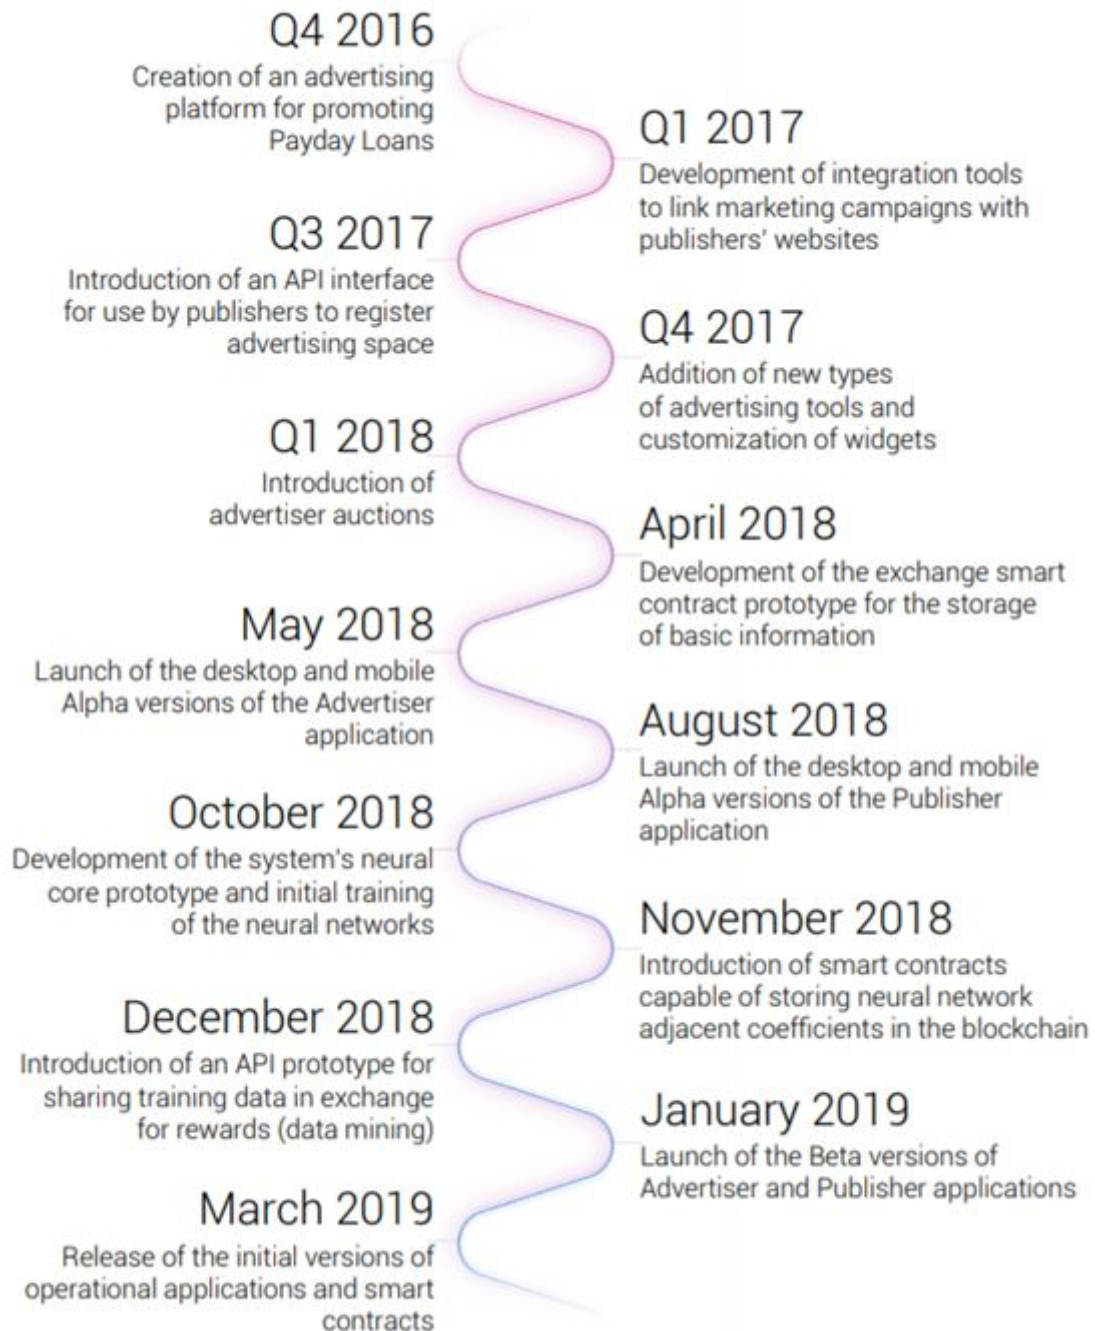 Q4 2016
Creation of an advertising
platform for promoting
Payday Loans
Q1 2017
Development of integration tools
to link marketing campaigns with
publishers' websites
Q3 2017
Introduction of an API interface
for use by publishers to register
advertising space
Q4 2017
Addition of new types
of advertising tools and
customization of widgets
Q1 2018
Introduction of
advertiser auctions
April 2018
Development of the exchange smart
contract prototype for the storage
of basic information
May 2018
Launch of the desktop and mobile
Alpha versions of the Advertiser
application
August 2018
Launch of the desktop and mobile
Alpha versions of the Publisher
application
October 2018
Development of the system's neural
core prototype and initial training
of the neural networks
November 2018
Introduction of smart contracts
capable of storing neural network
adjacent coefficients in the blockchain
December 2018
Introduction of an API prototype for
sharing training data in exchange
for rewards (data mining)
January 2019
Launch of the Beta versions of
Advertiser and Publisher applications
March 2019
Release of the initial versions of
operational applications and smart
contracts